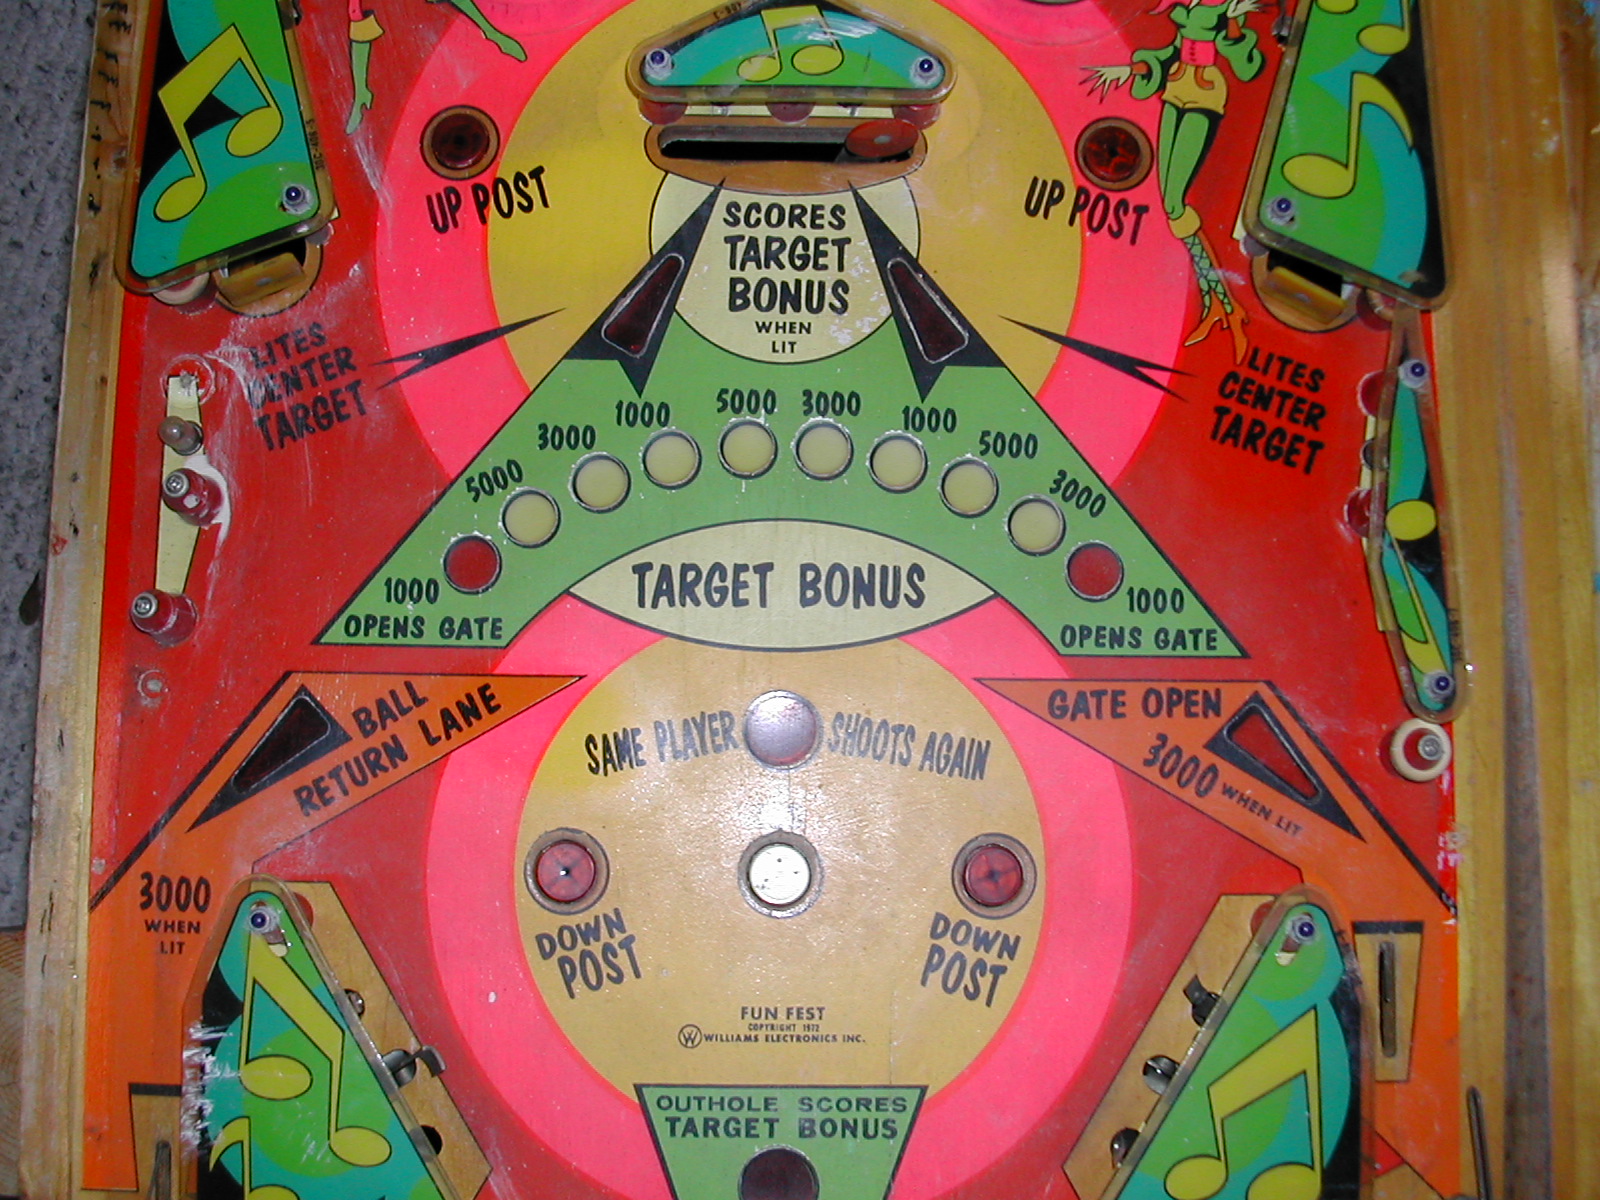 UP POST
UP POST
SCORES
TARGET
BONUS
WHEN
LIT
LITES
CENTER
TARGET
LITES
CENTER
TARGET
1000
5000
3000
1000
5000
3000
1000
5000
3000
1000
OPENS GATE
1000
OPENS GATE
TARGET BONUS
BALL
RETURN LANE
3000
WHEN
LIT
GATE OPEN
3000 WHEN LIT
SAME PLAYER SHOOTS AGAIN
DOWN
POST
DOWN
POST
FUN FEST
COPYRIGHT 1972
W WILLIAMS ELECTRONICS INC.
OUTHOLE SCORES
TARGET BONUS